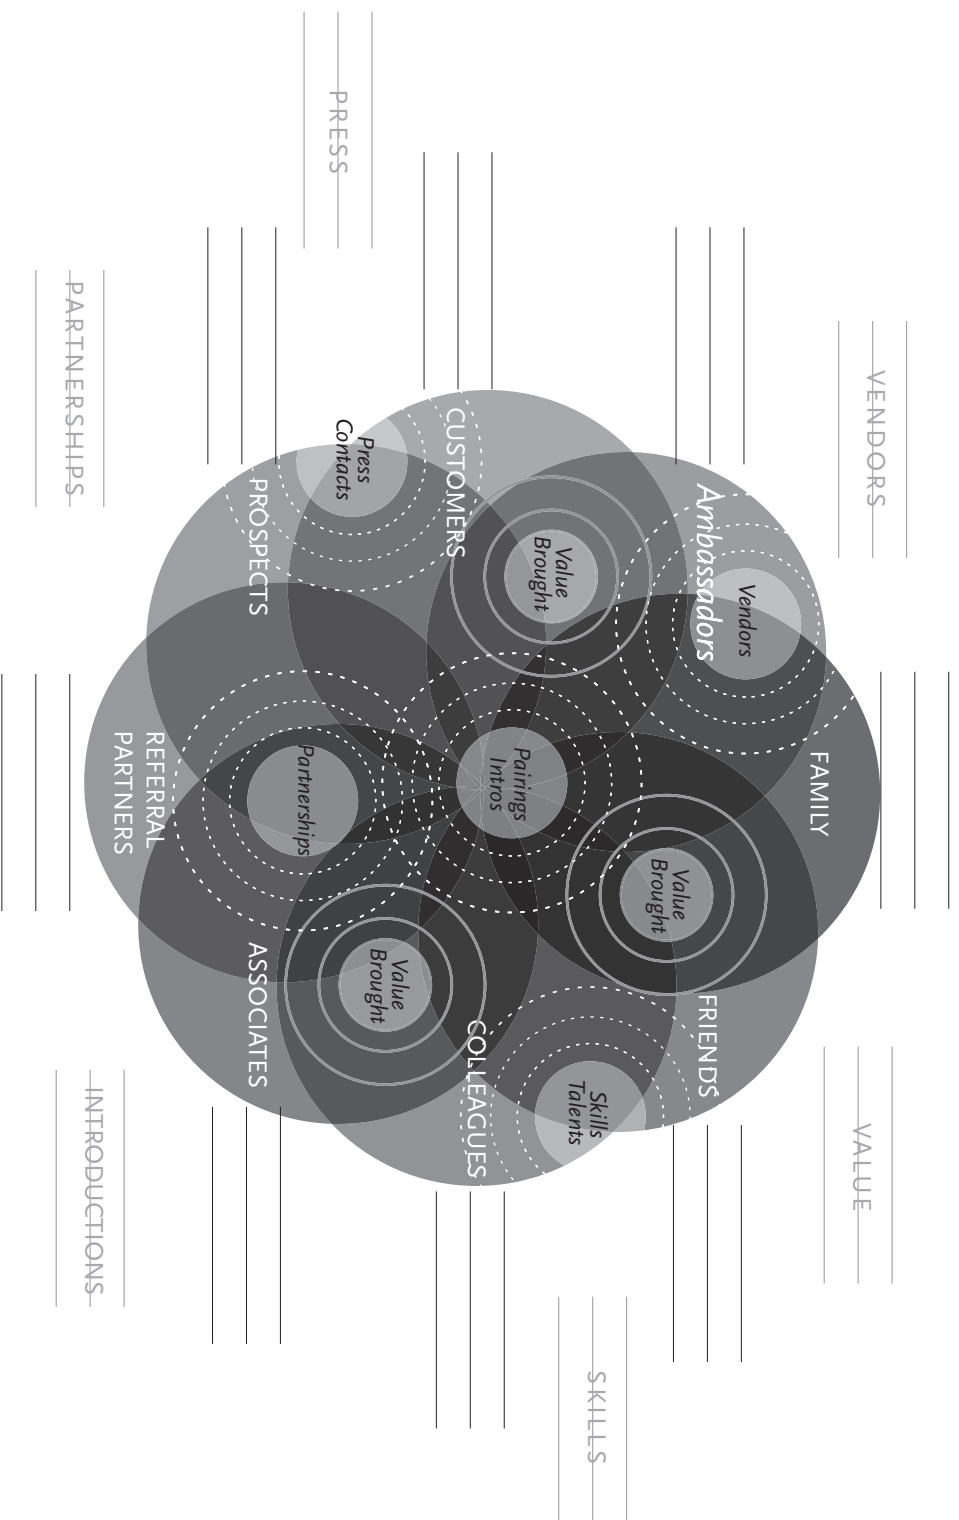 VENDORS
VALUE
FAMILY
Vendors
Ambassadors
FRIENDS
Value
Brought
SKILLS
Skills
Talents
Value
Brought
Pairings
Intros
COLLEAGUES
CUSTOMERS
Value
Brought
Press
Contacts
PRESS
Partnerships
PROSPECTS
ASSOCIATES
REFERRAL
PARTNERS
INTRODUCTIONS
PARTNERSHIPS